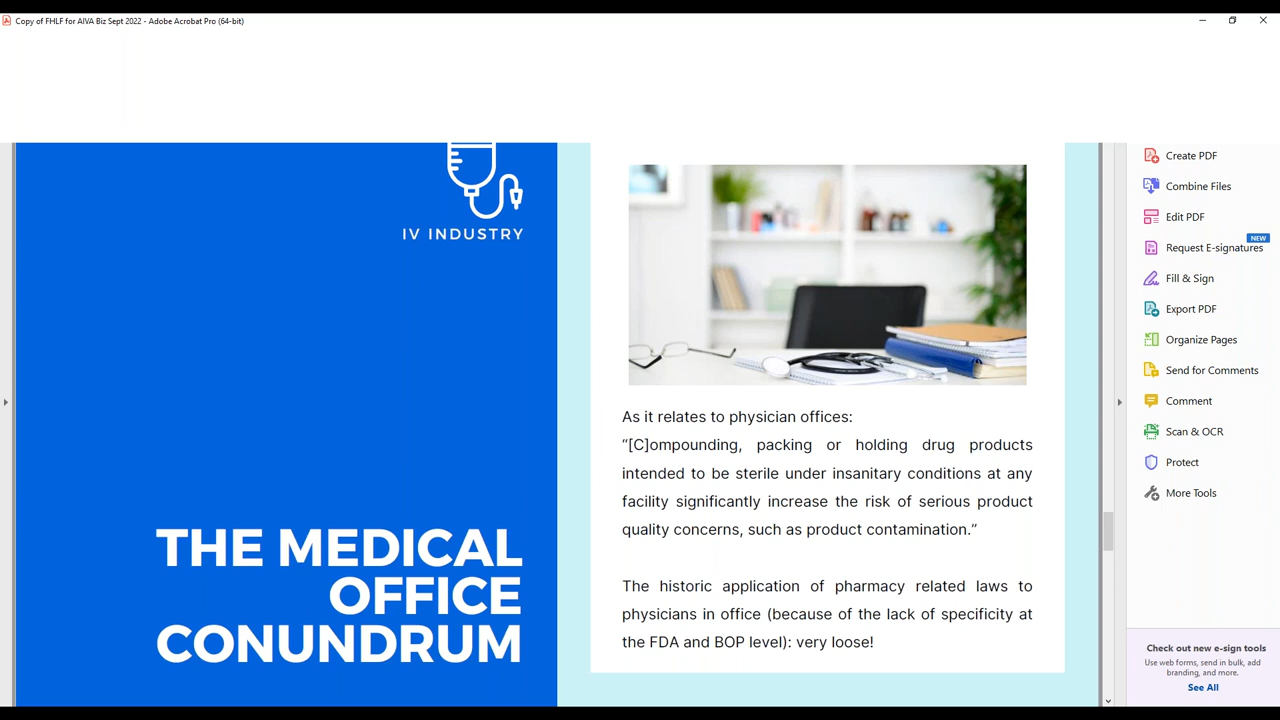 Copy of FHLF for AIVA Biz Sept 2022 - Adobe Acrobat Pro (64-bit)
IV INDUSTRY
THE MEDICAL
OFFICE
CONUNDRUM
As it relates to physician offices:
“[C]ompounding, packing or holding drug products
intended to be sterile under insanitary conditions at any
facility significantly increase the risk of serious product
quality concerns, such as product contamination.”
The historic application of pharmacy related laws to
physicians in office (because of the lack of specificity at
the FDA and BOP level): very loose!
Create PDF
Combine Files
Edit PDF
NEW
Request E-signatures
Fill & Sign
Export PDF
Organize Pages
Send for Comments
Comment
Scan & OCR
Protect
More Tools
Check out new e-sign tools
Use web forms, send in bulk, add
branding, and more.
See All